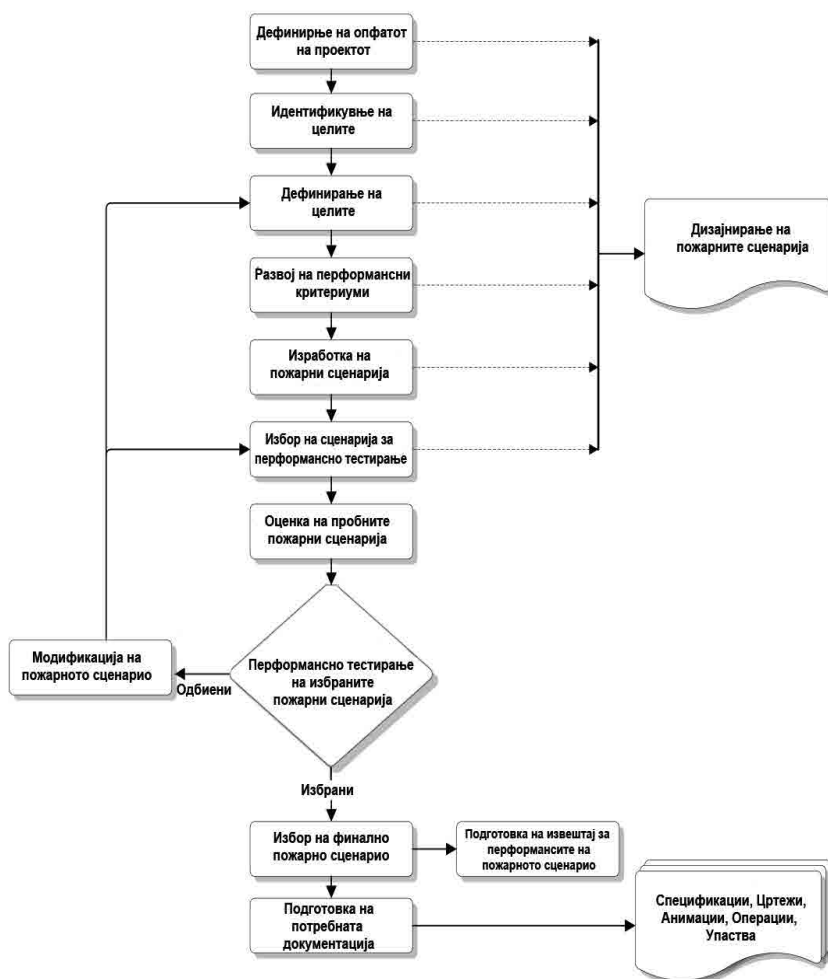 Дефинирње на опфатот
на проектот
Идентификувње на
целите
Дефинирање на
целите
Дизајнирање на
пожарните сценарија
Развој на перформансни
критериуми
Изработка на
пожарни сценарија
Избор на сценарија за
перформансно тестирање
Оценка на пробните
пожарни сценарија
Модификација на
пожарното сценарио
Одбиени
Перформансно тестирање
на избраните
пожарни сценарија
Избрани
Избор на финално
пожарно сценарио
Подготовка на извештај за
перформансите на
пожарното сценарио
Подготовка на
потребната
документација
Спецификации, Цртежи,
Анимации, Операции,
Упаства